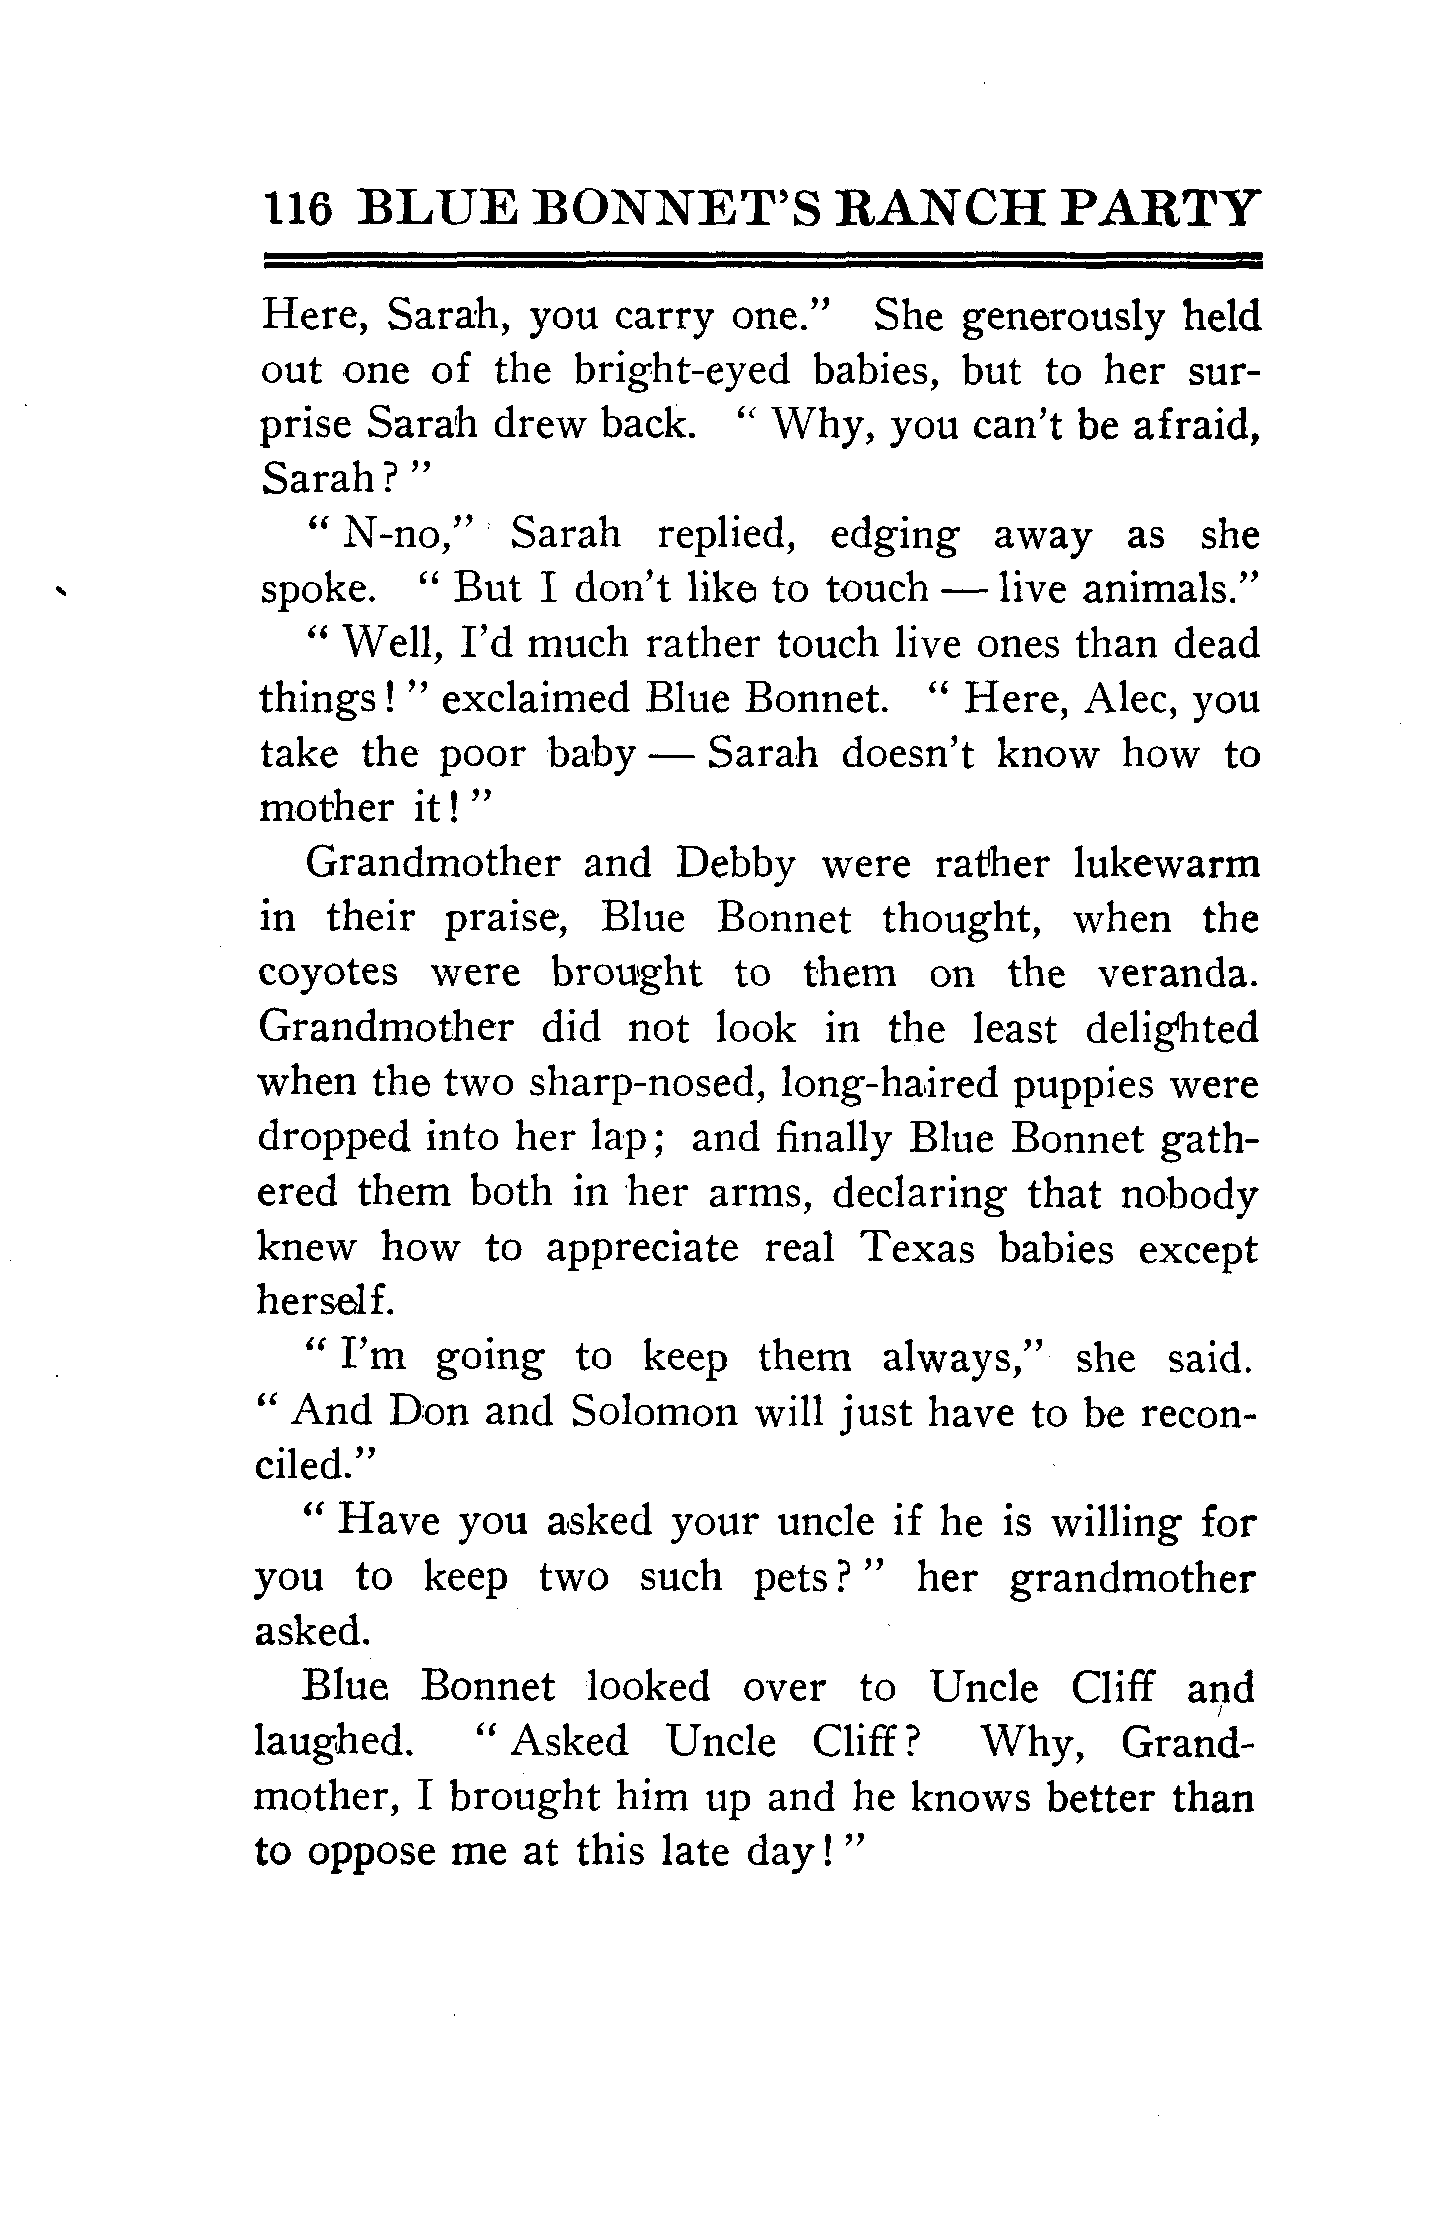 116 BLUE BONNET'S RANCH PARTY
Here, Sarah, you carry one." She generously held
out one of the bright-eyed babies, but to her sur-
prise Sarah drew back. " Why, you can't be afraid,
Sarah ? "
" N-no," Sarah replied, edging away as she
spoke. " But I don't like to touch — live animals."
" Well, I'd much rather touch live ones than dead
things ! " exclaimed Blue Bonnet. " Here, Alec, you
take the poor baby — Sarah doesn't know how to
mother it ! "
Grandmother and Debby were rather lukewarm
in their praise, Blue Bonnet thought, when the
coyotes were brought to them on the veranda.
Grandmother did not look in the least delighted
when the two sharp-nosed, long-haired puppies were
dropped into her lap; and finally Blue Bonnet gath-
ered them both in her arms, declaring that nobody
knew how to appreciate real Texas babies except
herself.
" I'm going to keep them always," she said.
" And Don and Solomon will just have to be recon-
ciled."
" Have you asked your uncle if he is willing for
you to keep two such pets ? " her grandmother
asked.
Blue Bonnet looked over to Uncle Cliff and
laughed. " Asked Uncle Cliff ? Why, Grand-
mother, I brought him up and he knows better than
to oppose me at this late day ! "